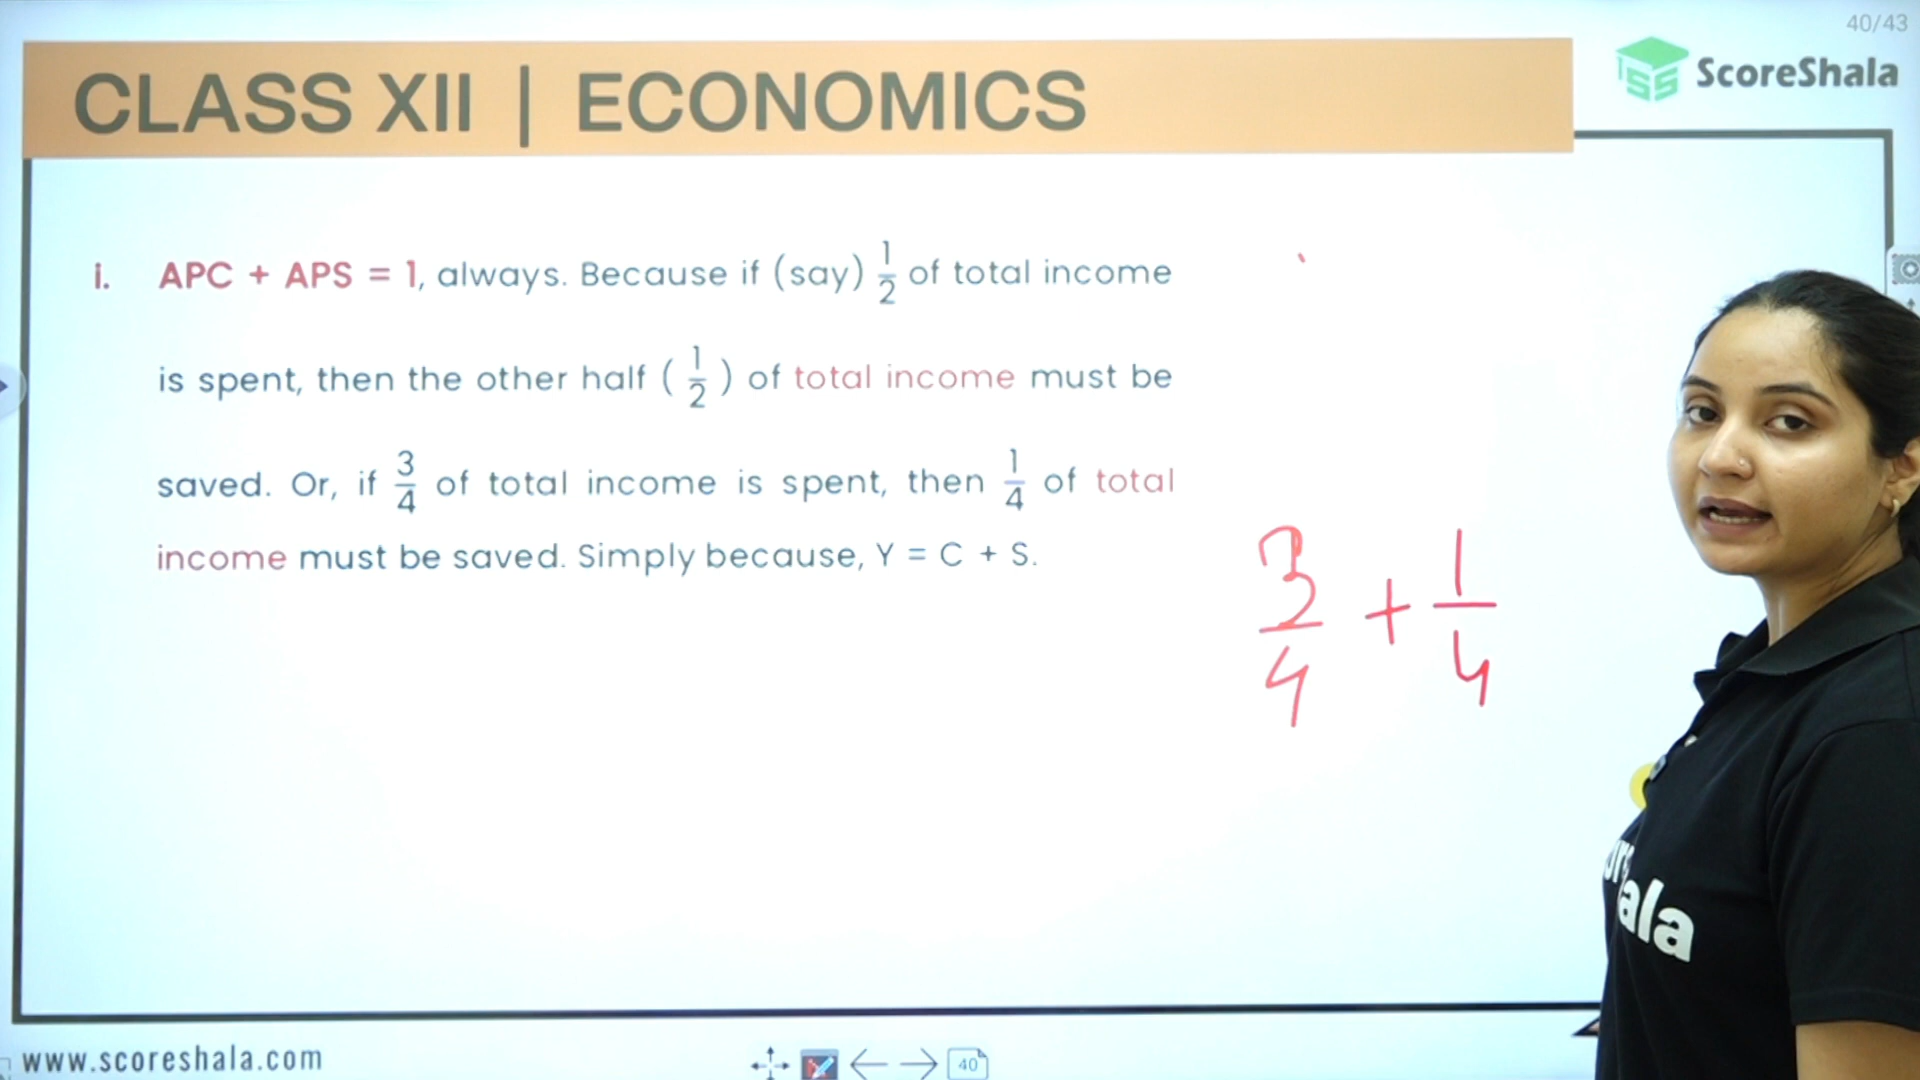 40/43
CLASS XII | ECONOMICS
ScoreShala
i. APC + APS = 1, always. Because if (say) 1/2 of total income
is spent, then the other half ( 1/2 ) of total income must be
saved. Or, if 3/4 of total income is spent, then 1/4 of total
income must be saved. Simply because, Y = C + S.
3/4 + 1/4
ala
www.scoreshala.com
40